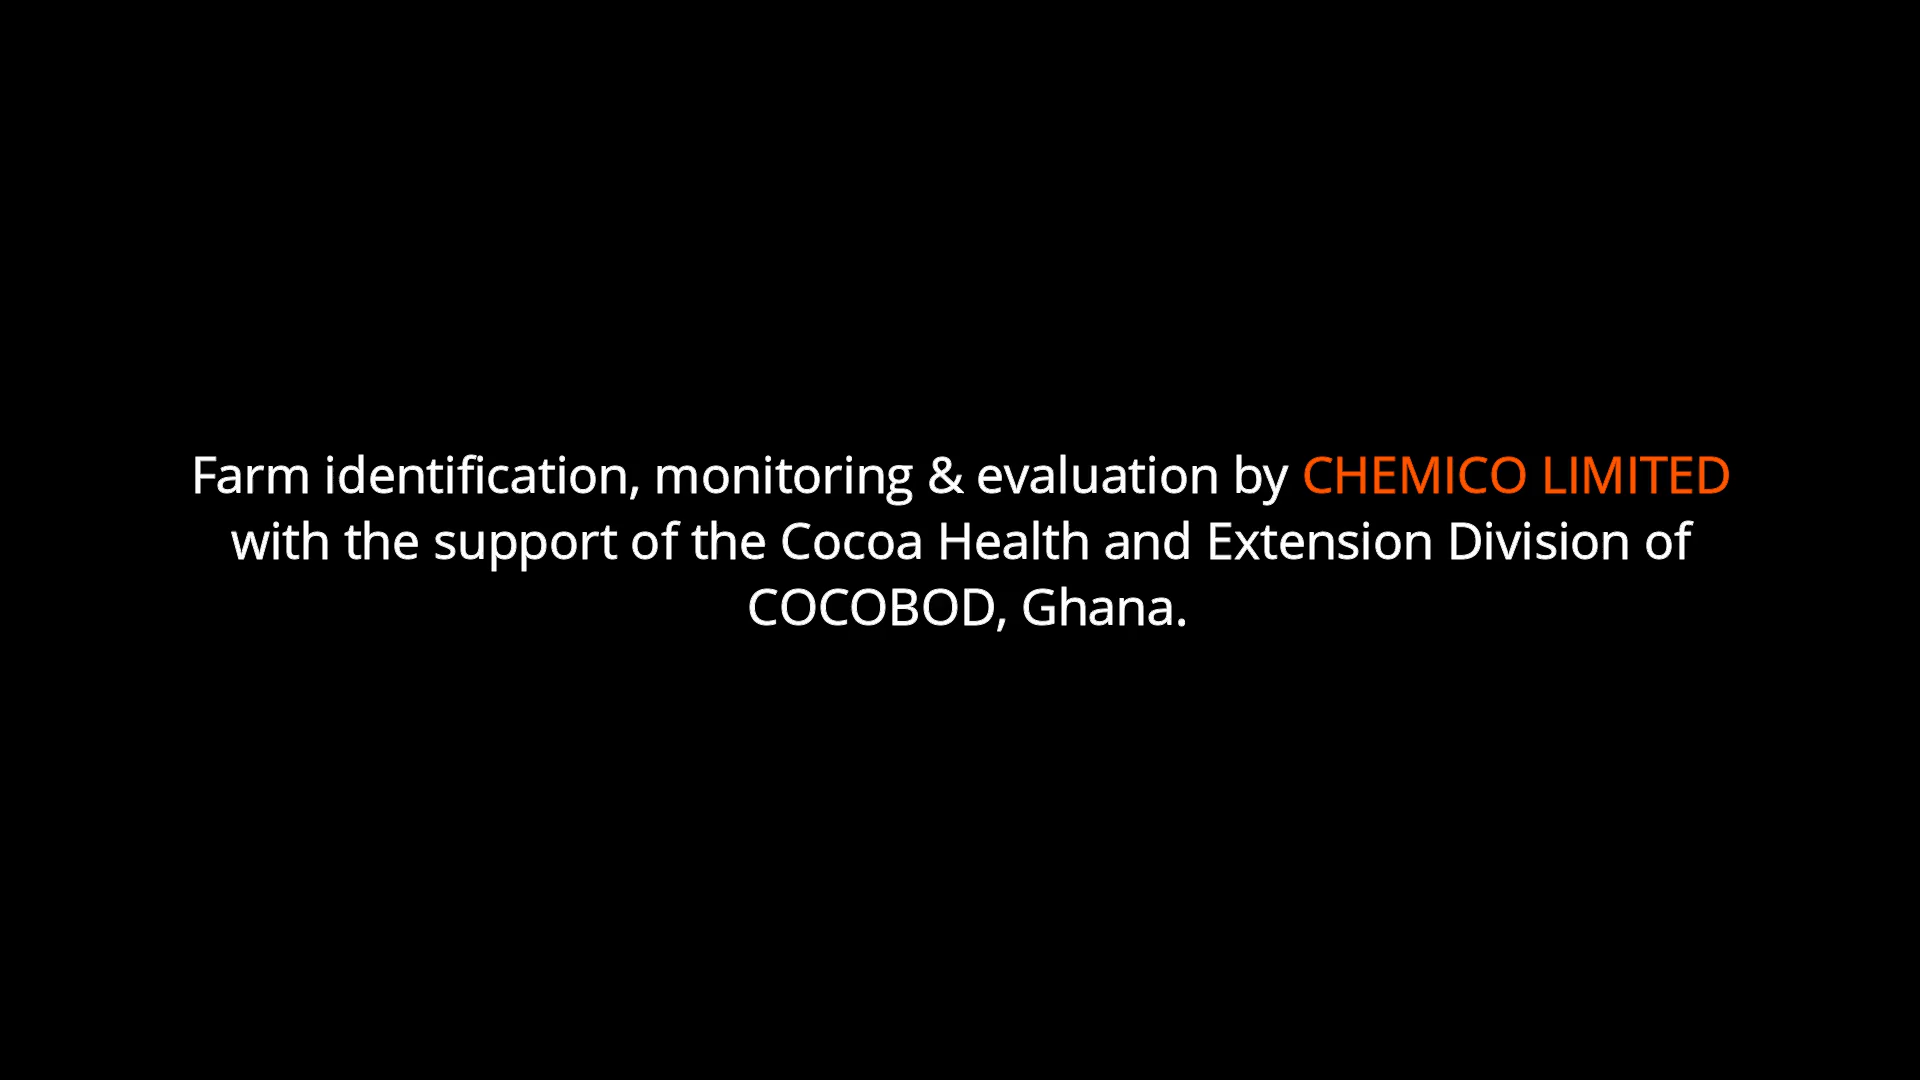 Farm identification, monitoring & evaluation by CHEMICO LIMITED
with the support of the Cocoa Health and Extension Division of
COCOBOD, Ghana.